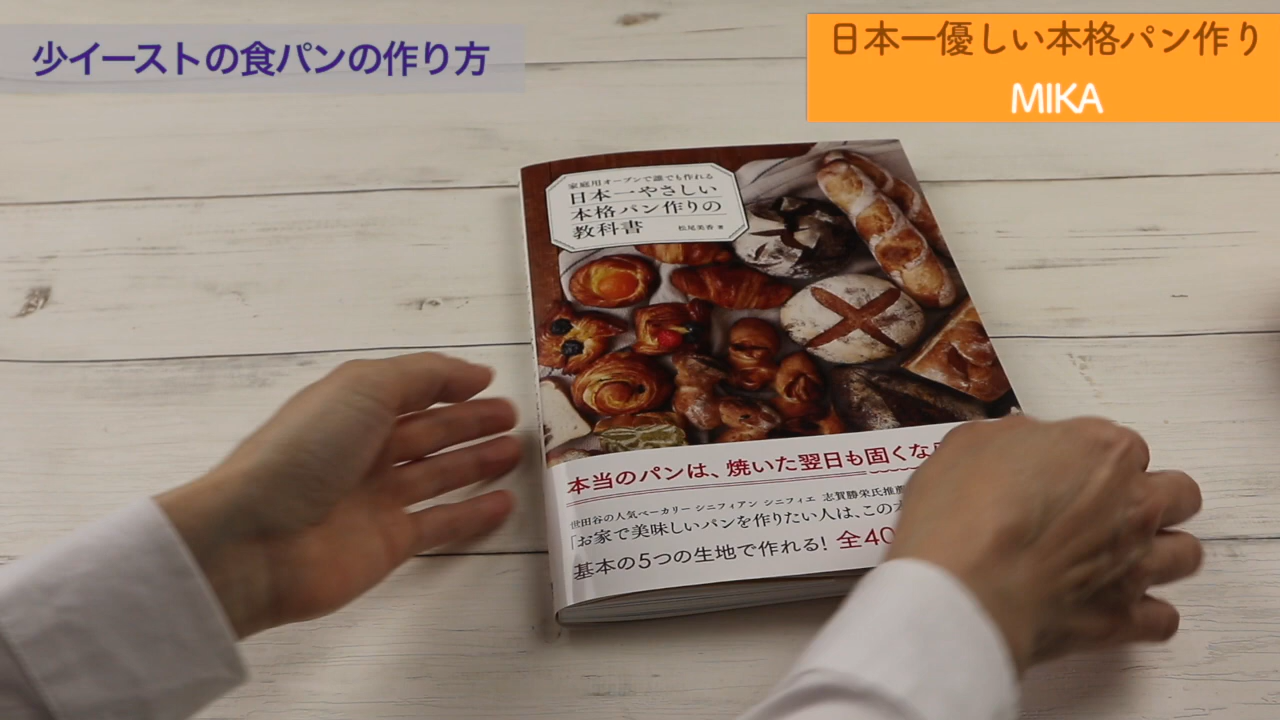 少イーストの食パンの作り方
日本一優しい本格パン作り
MIKA
家庭用オーブンで誰でも作れる
日本一やさしい
本格パン作りの
教科書
松尾美香 著
本当のパンは、焼いた翌日も固くな
世田谷の人気ベーカリー シニフィアン シニフィエ 志賀勝栄氏推薦
「お家で美味しいパンを作りたい人は、この
基本の5つの生地で作れる! 全40